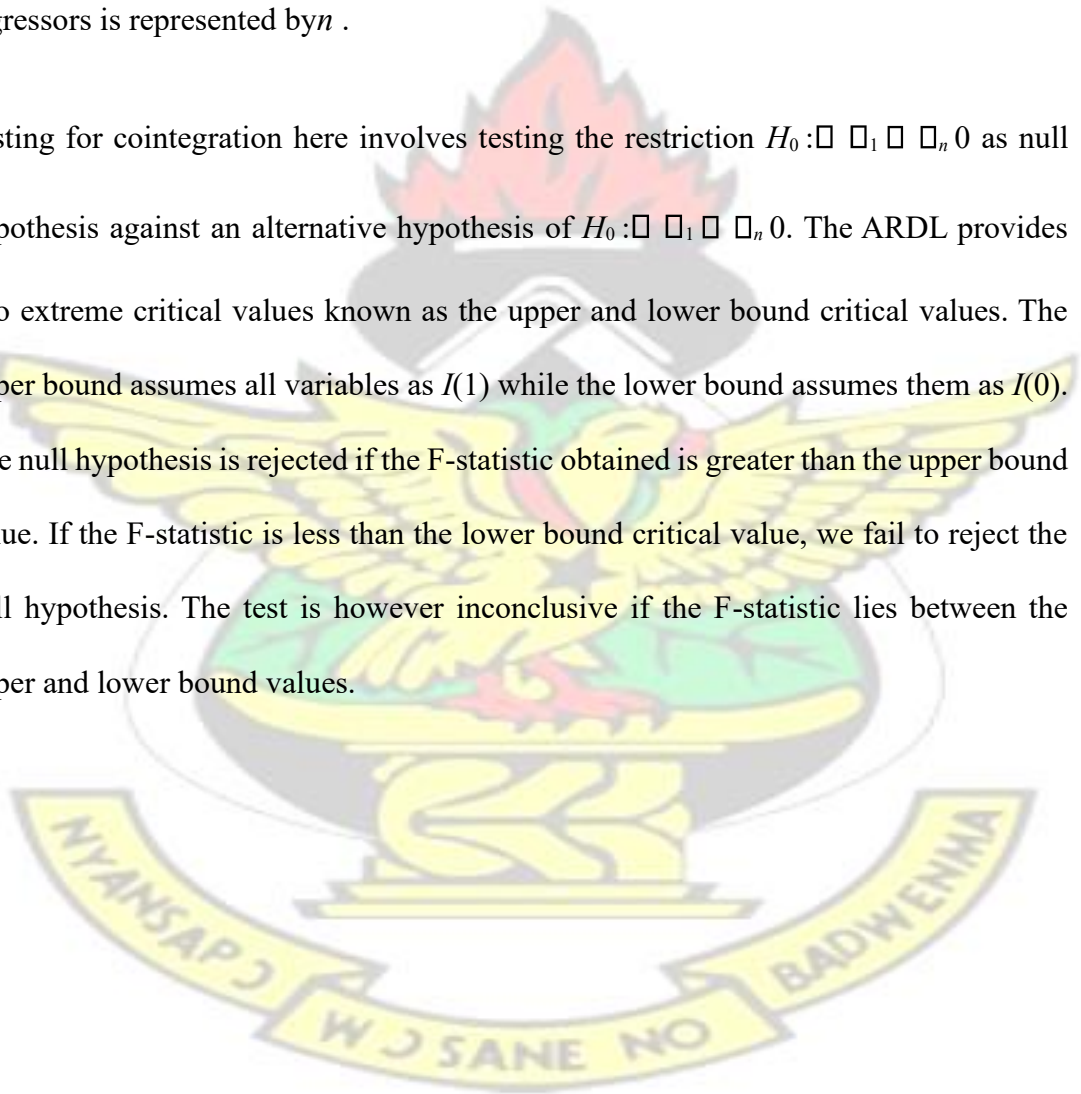 gressors is represented byn .
sting for cointegration here involves testing the restriction H₀ :□ □₁ □ □ₙ 0 as null
pothesis against an alternative hypothesis of H₀ :□ □₁ □ □ₙ 0. The ARDL provides
o extreme critical values known as the upper and lower bound critical values. The
per bound assumes all variables as I(1) while the lower bound assumes them as I(0).
e null hypothesis is rejected if the F-statistic obtained is greater than the upper bound
ue. If the F-statistic is less than the lower bound critical value, we fail to reject the
ll hypothesis. The test is however inconclusive if the F-statistic lies between the
per and lower bound values.
NYANSAPƆ
WƆ SANE NO
BADWENMA